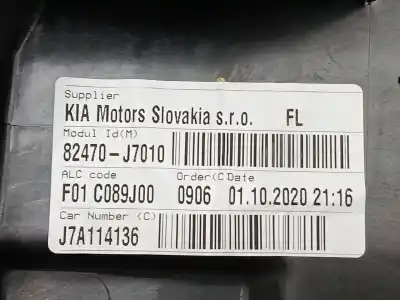 Supplier
KIA Motors Slovakia s.r.o. FL
Modul Id(M)
82470-J7010
ALC code Order(C)Date
F01 C089J00 0906 01.10.2020 21:16
Car Number (C)
J7A114136